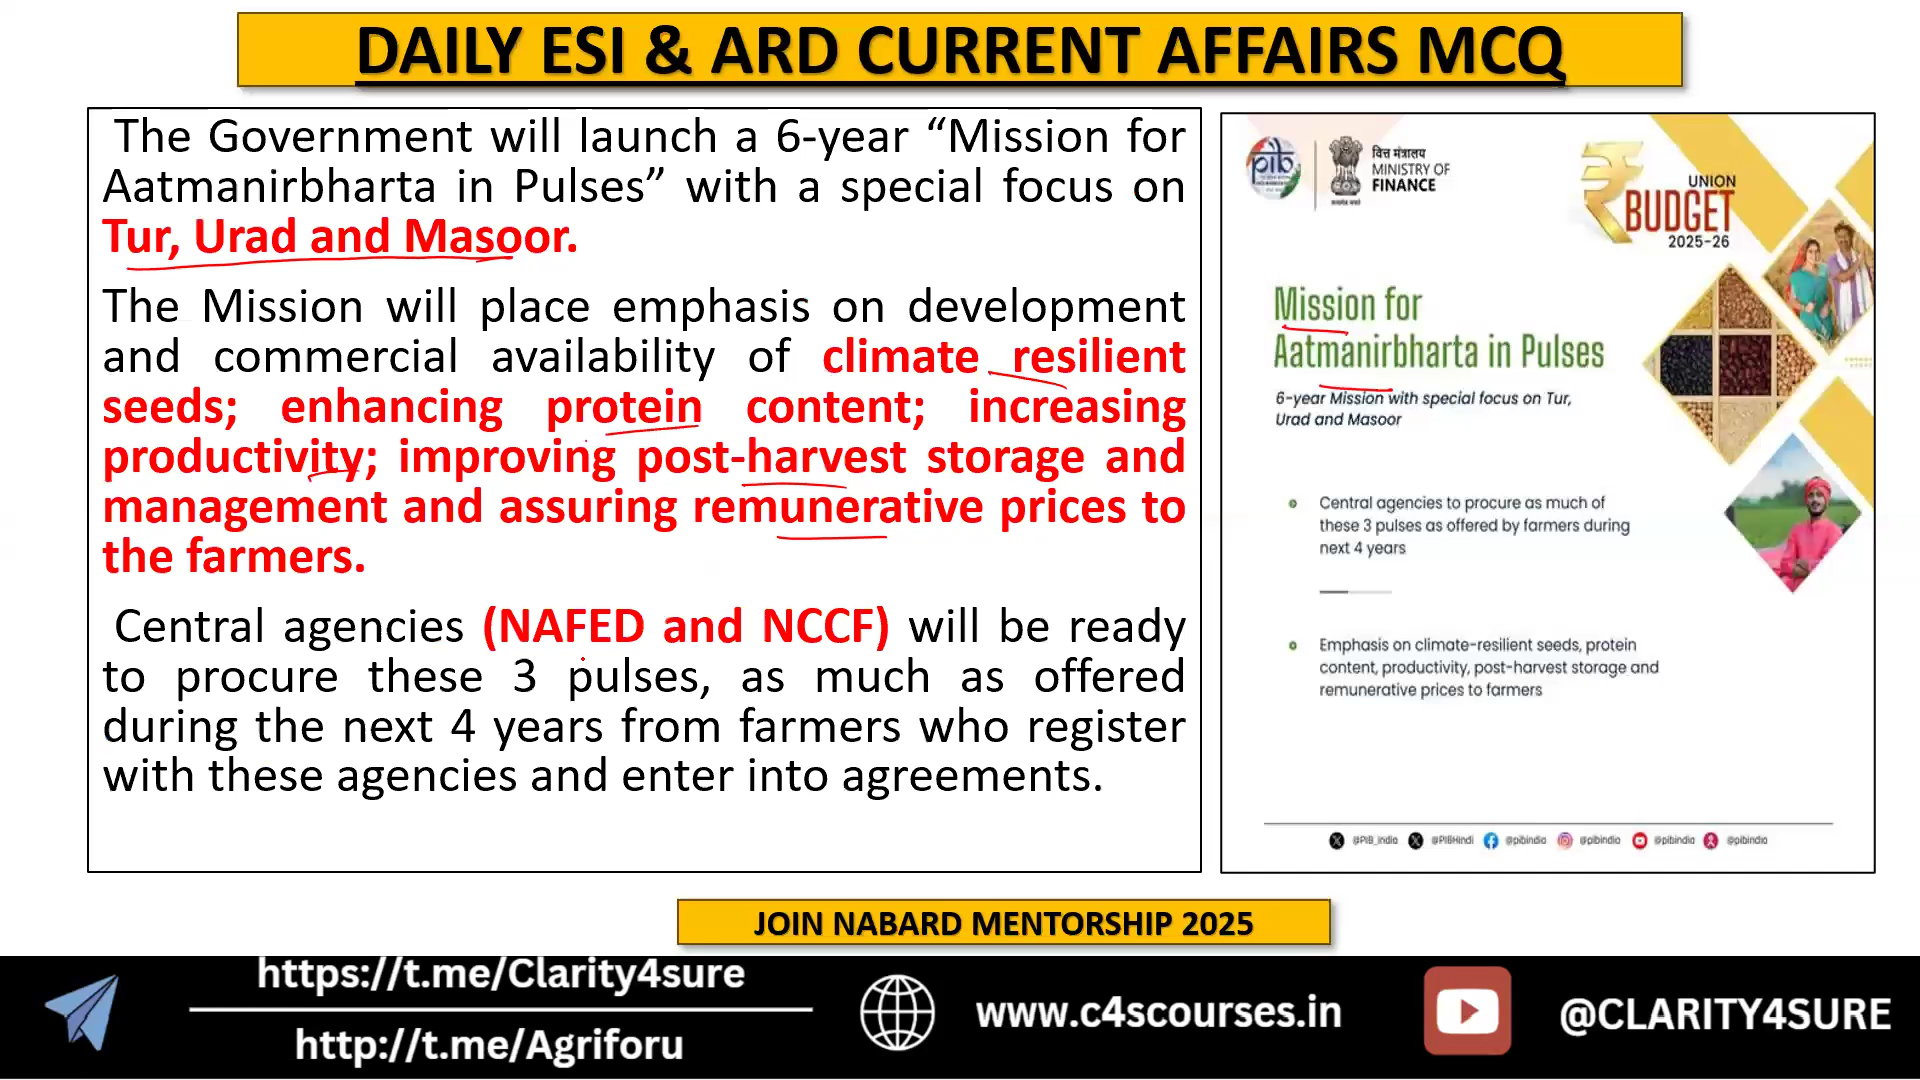 DAILY ESI & ARD CURRENT AFFAIRS MCQ
The Government will launch a 6-year “Mission for
Aatmanirbharta in Pulses” with a special focus on
Tur, Urad and Masoor.
The Mission will place emphasis on development
and commercial availability of climate resilient
seeds; enhancing protein content; increasing
productivity; improving post-harvest storage and
management and assuring remunerative prices to
the farmers.
Central agencies (NAFED and NCCF) will be ready
to procure these 3 pulses, as much as offered
during the next 4 years from farmers who register
with these agencies and enter into agreements.
pib
वित्त मंत्रालय
MINISTRY OF
FINANCE
UNION
BUDGET
2025-26
Mission for
Aatmanirbharta in Pulses
6-year Mission with special focus on Tur,
Urad and Masoor
Central agencies to procure as much of
these 3 pulses as offered by farmers during
next 4 years
Emphasis on climate-resilient seeds, protein
content, productivity, post-harvest storage and
remunerative prices to farmers
@PIB_India @PIBHindi @pibindia @pibindia @pibindia @pibindia
JOIN NABARD MENTORSHIP 2025
https://t.me/Clarity4sure
http://t.me/Agriforu
www.c4scourses.in
@CLARITY4SURE